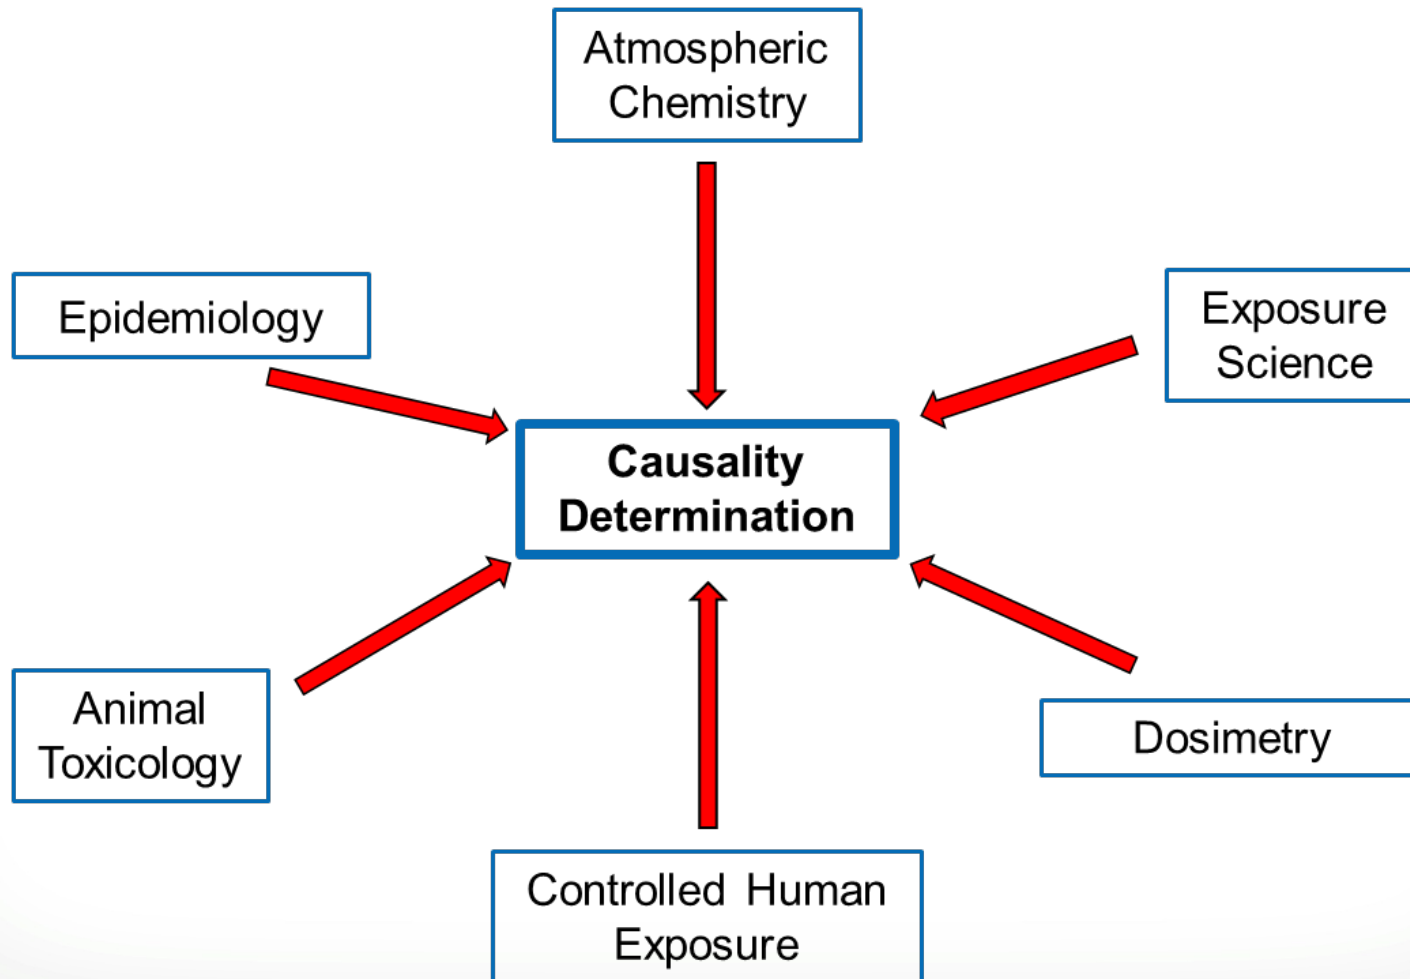 Atmospheric
Chemistry
Epidemiology
Exposure
Science
Causality
Determination
Animal
Toxicology
Dosimetry
Controlled Human
Exposure